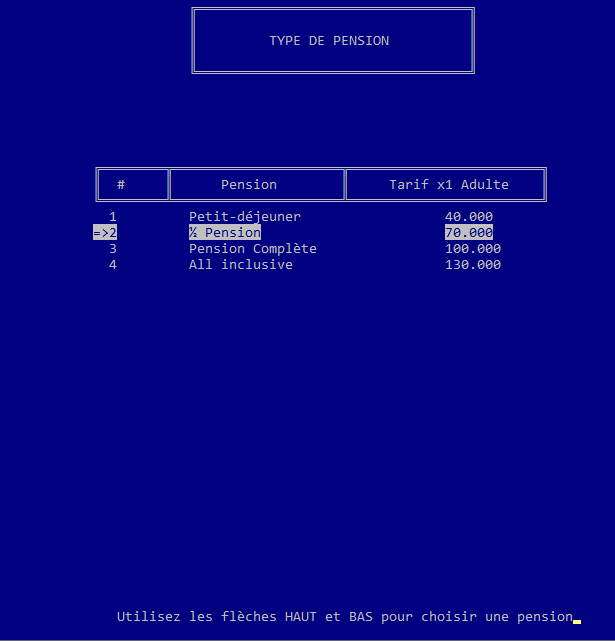 TYPE DE PENSION
# Pension Tarif x1 Adulte
1 Petit-déjeuner 40.000
=>2 ½ Pension 70.000
3 Pension Complète 100.000
4 All inclusive 130.000
Utilisez les flèches HAUT et BAS pour choisir une pension